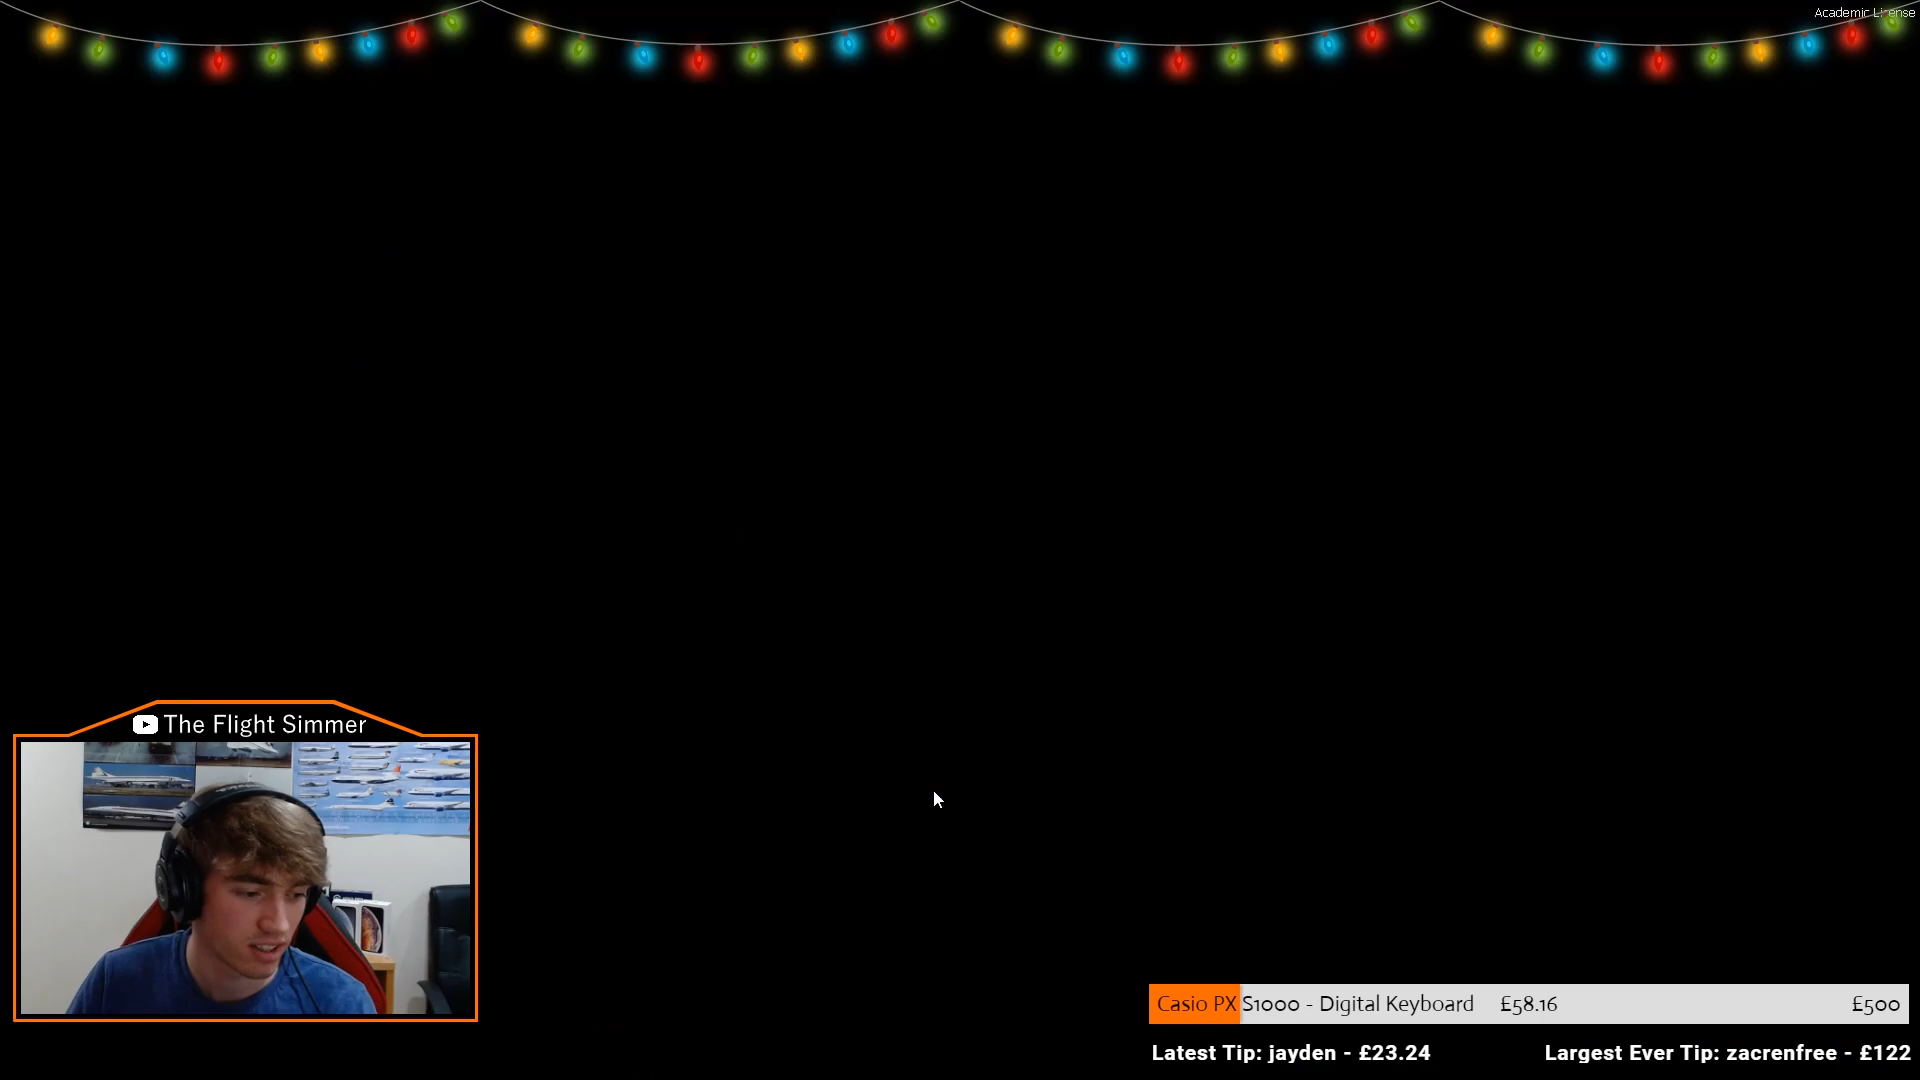 Academic License
The Flight Simmer
Casio PX S1000 - Digital Keyboard £58.16 £500
Latest Tip: jayden - £23.24 Largest Ever Tip: zacrenfree - £122